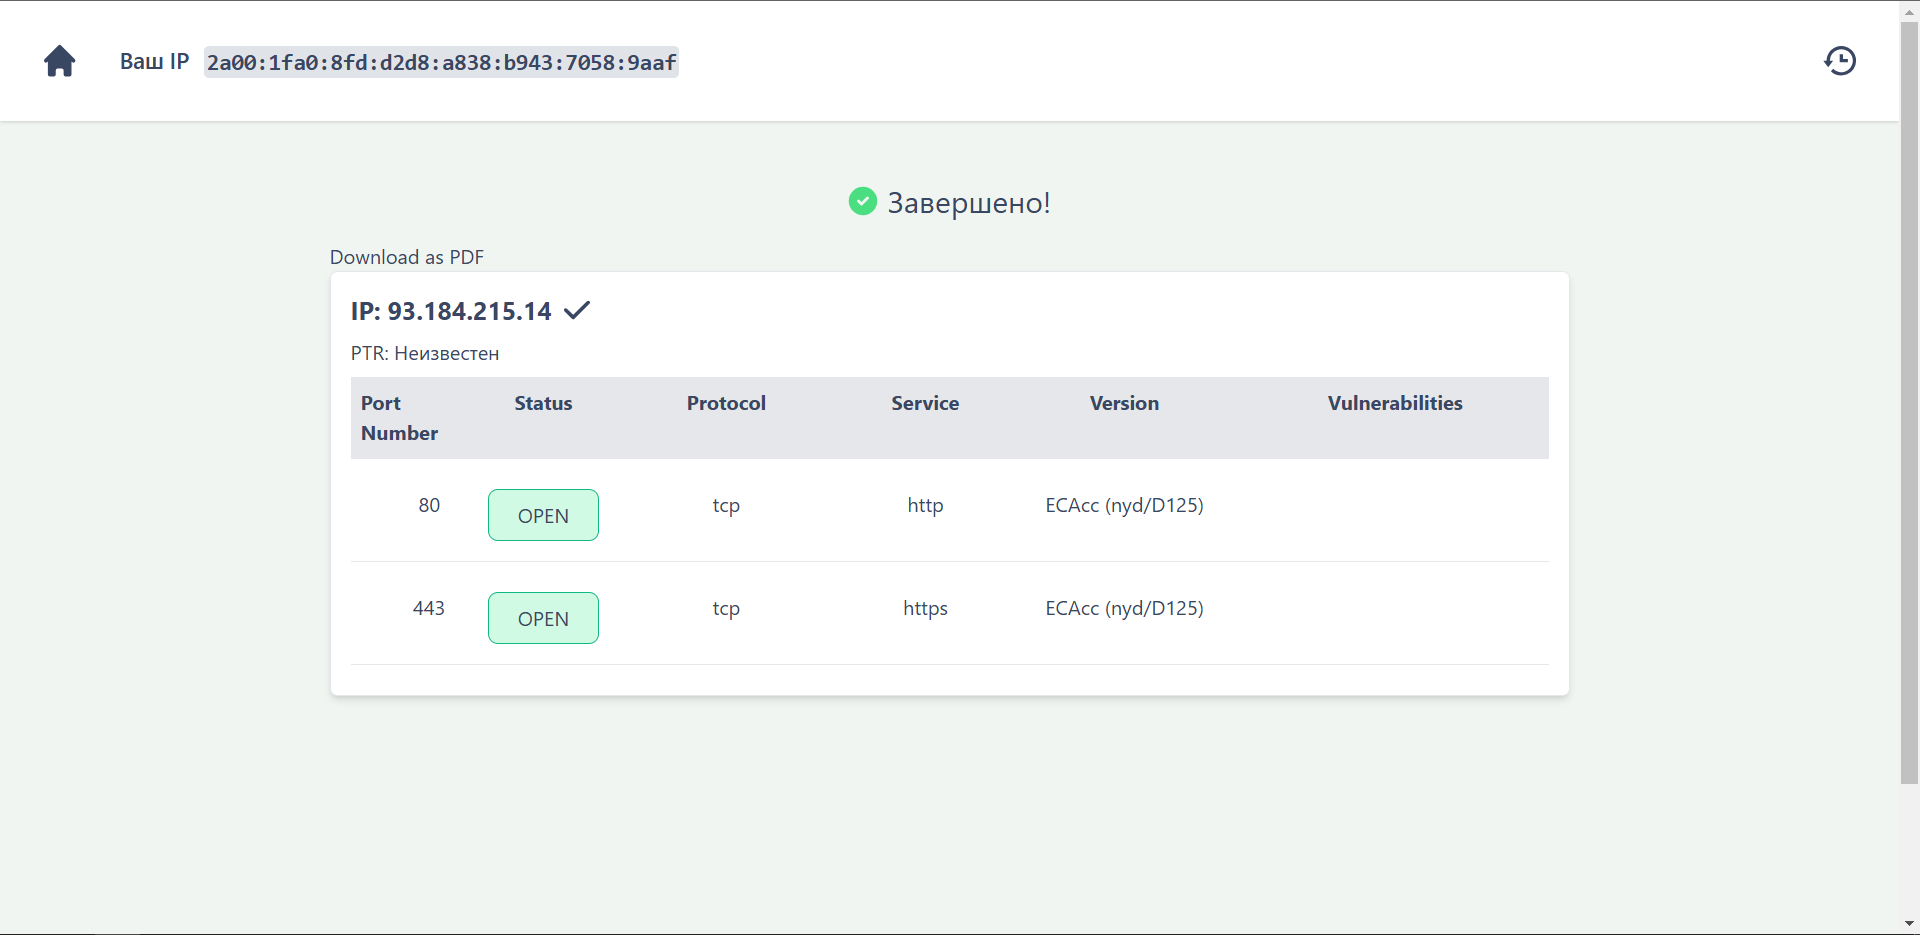 Ваш IP 2a00:1fa0:8fd:d2d8:a838:b943:7058:9aaf
Завершено!
Download as PDF
IP: 93.184.215.14
PTR: Неизвестен
Port Number Status Protocol Service Version Vulnerabilities
80 OPEN tcp http ECAcc (nyd/D125)
443 OPEN tcp https ECAcc (nyd/D125)